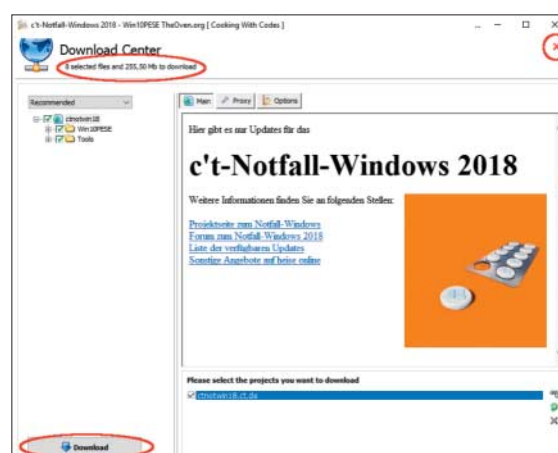 c't-Notfall-Windows 2018 - Win10PESE TheOven.org [ Cooking With Codes ]
Download Center
8 selected files and 255,50 Mb to download
Recommended
ctnotwin18
Win10PESE
Tools
Main
Proxy
Options
Hier gibt es nur Updates für das
c't-Notfall-Windows 2018
Weitere Informationen finden Sie an folgenden Stellen:
Projektseite zum Notfall-Windows
Forum zum Notfall-Windows 2018
Liste der verfügbaren Updates
Sonstige Angebote auf heise online
Please select the projects you want to download
ctnotwin18.ct.de
Download